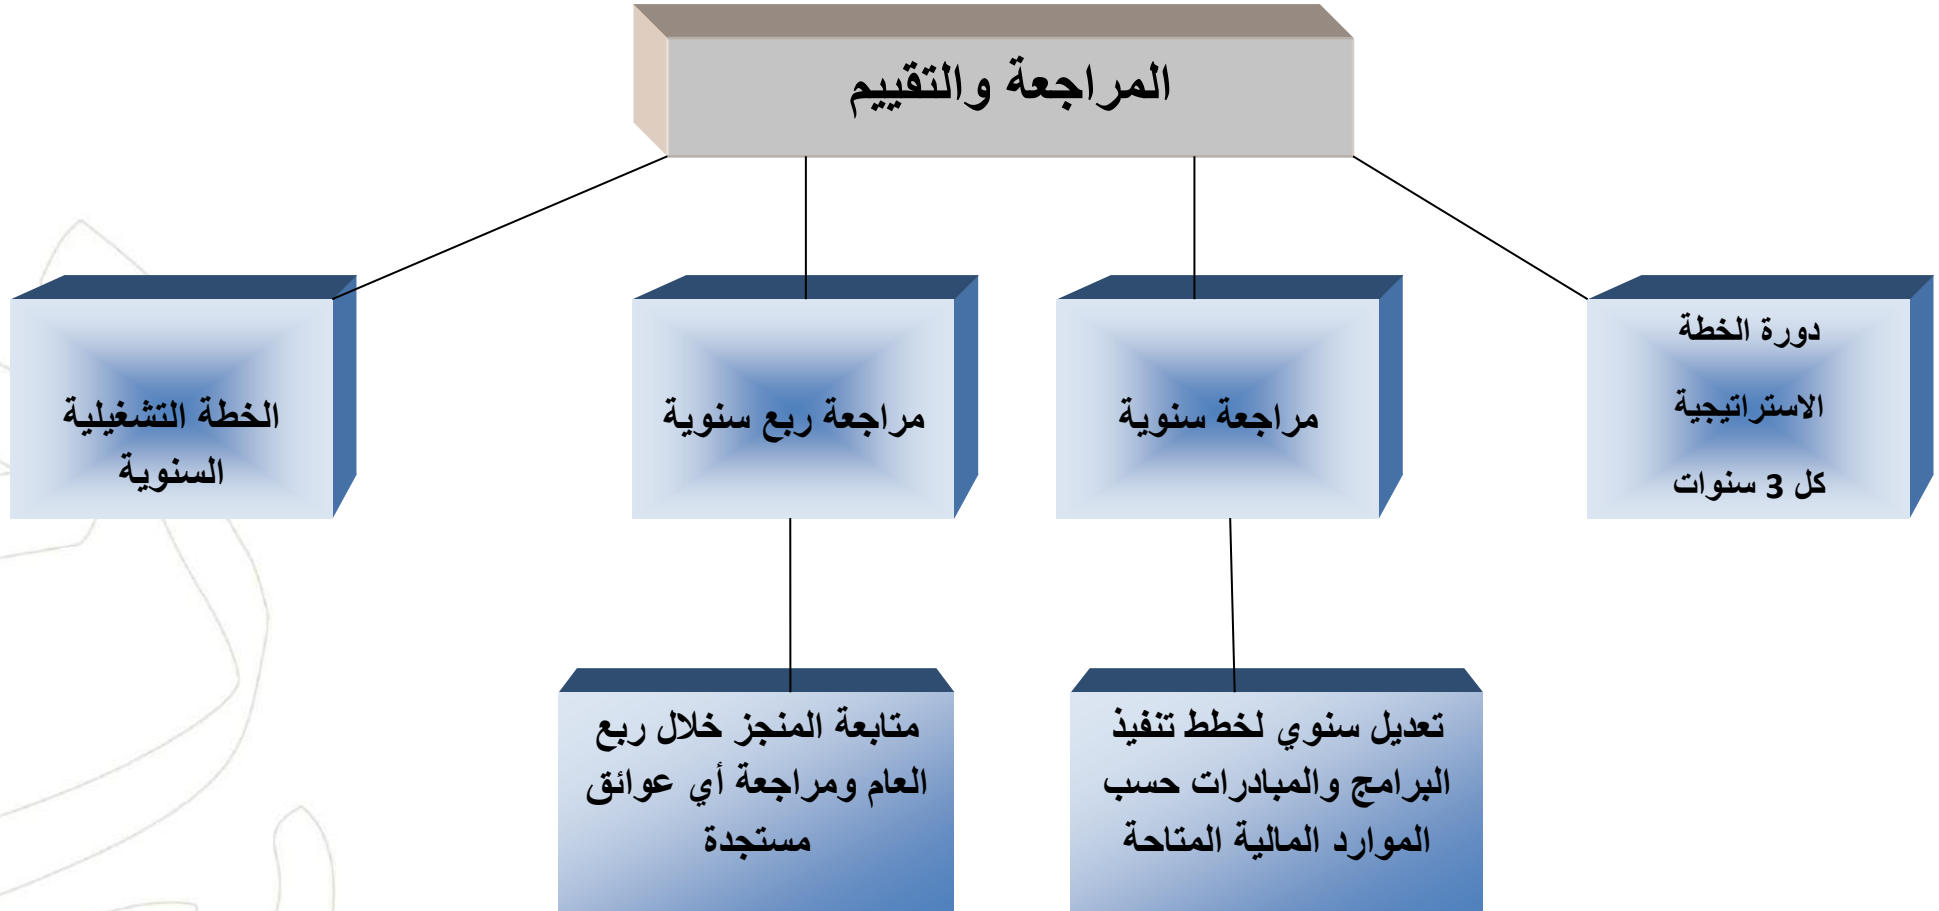 المراجعة والتقييم
دورة الخطة
الاستراتيجية
كل 3 سنوات
مراجعة سنوية
مراجعة ربع سنوية
الخطة التشغيلية
السنوية
تعديل سنوي لخطط تنفيذ
البرامج والمبادرات حسب
الموارد المالية المتاحة
متابعة المنجز خلال ربع
العام ومراجعة أي عوائق
مستجدة